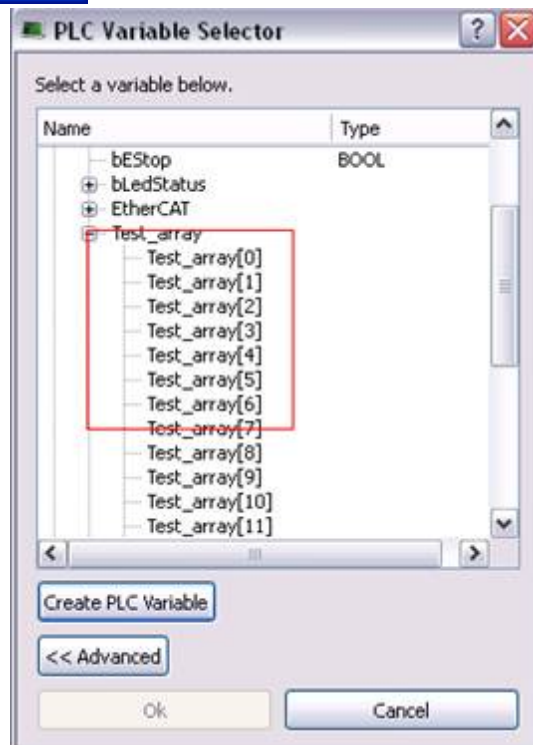 PLC Variable Selector
Select a variable below.
Name Type
bEStop BOOL
bLedStatus
EtherCAT
Test_array
Test_array[0]
Test_array[1]
Test_array[2]
Test_array[3]
Test_array[4]
Test_array[5]
Test_array[6]
Test_array[7]
Test_array[8]
Test_array[9]
Test_array[10]
Test_array[11]
Create PLC Variable
<< Advanced
Ok Cancel